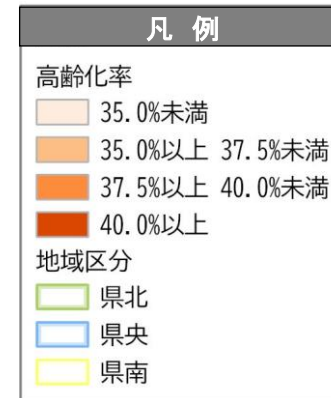 凡 例
高齢化率
35.0%未満
35.0%以上 37.5%未満
37.5%以上 40.0%未満
40.0%以上
地域区分
県北
県央
県南